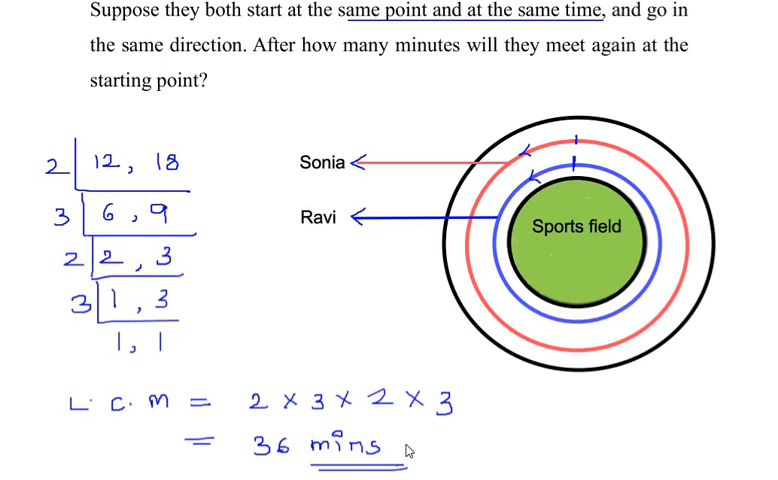 Suppose they both start at the same point and at the same time, and go in
the same direction. After how many minutes will they meet again at the
starting point?
2 12, 18
3 6, 9
2 2, 3
3 1, 3
1, 1
Sonia
Ravi
Sports field
L. C. M = 2 × 3 × 2 × 3
= 36 mins